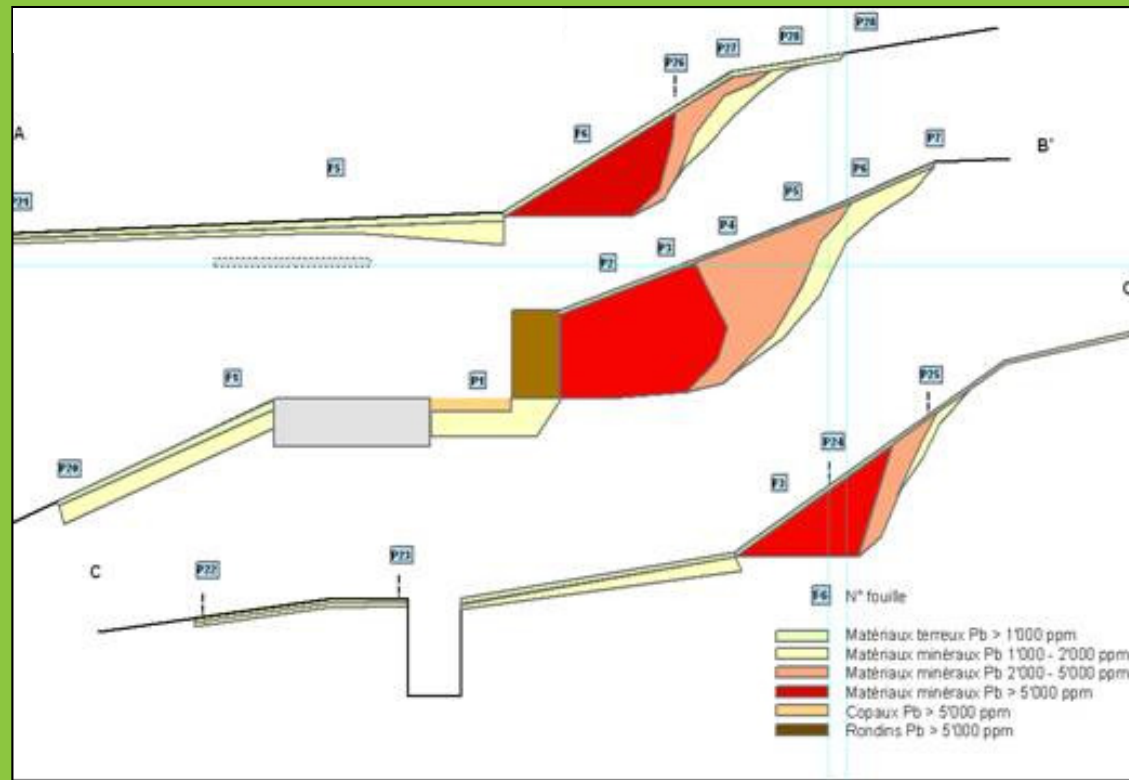 P28
P28
P27
P26
A
F6
P7
B'
F5
P6
P5
P21
P4
P3
P2
C
F1
P1
P25
P24
P20
F3
P23
C
P22
F6 N° fouille
Matériaux terreux Pb > 1'000 ppm
Matériaux minéraux Pb 1'000 - 2'000 ppm
Matériaux minéraux Pb 2'000 - 5'000 ppm
Matériaux minéraux Pb > 5'000 ppm
Copaux Pb > 5'000 ppm
Rondins Pb > 5'000 ppm